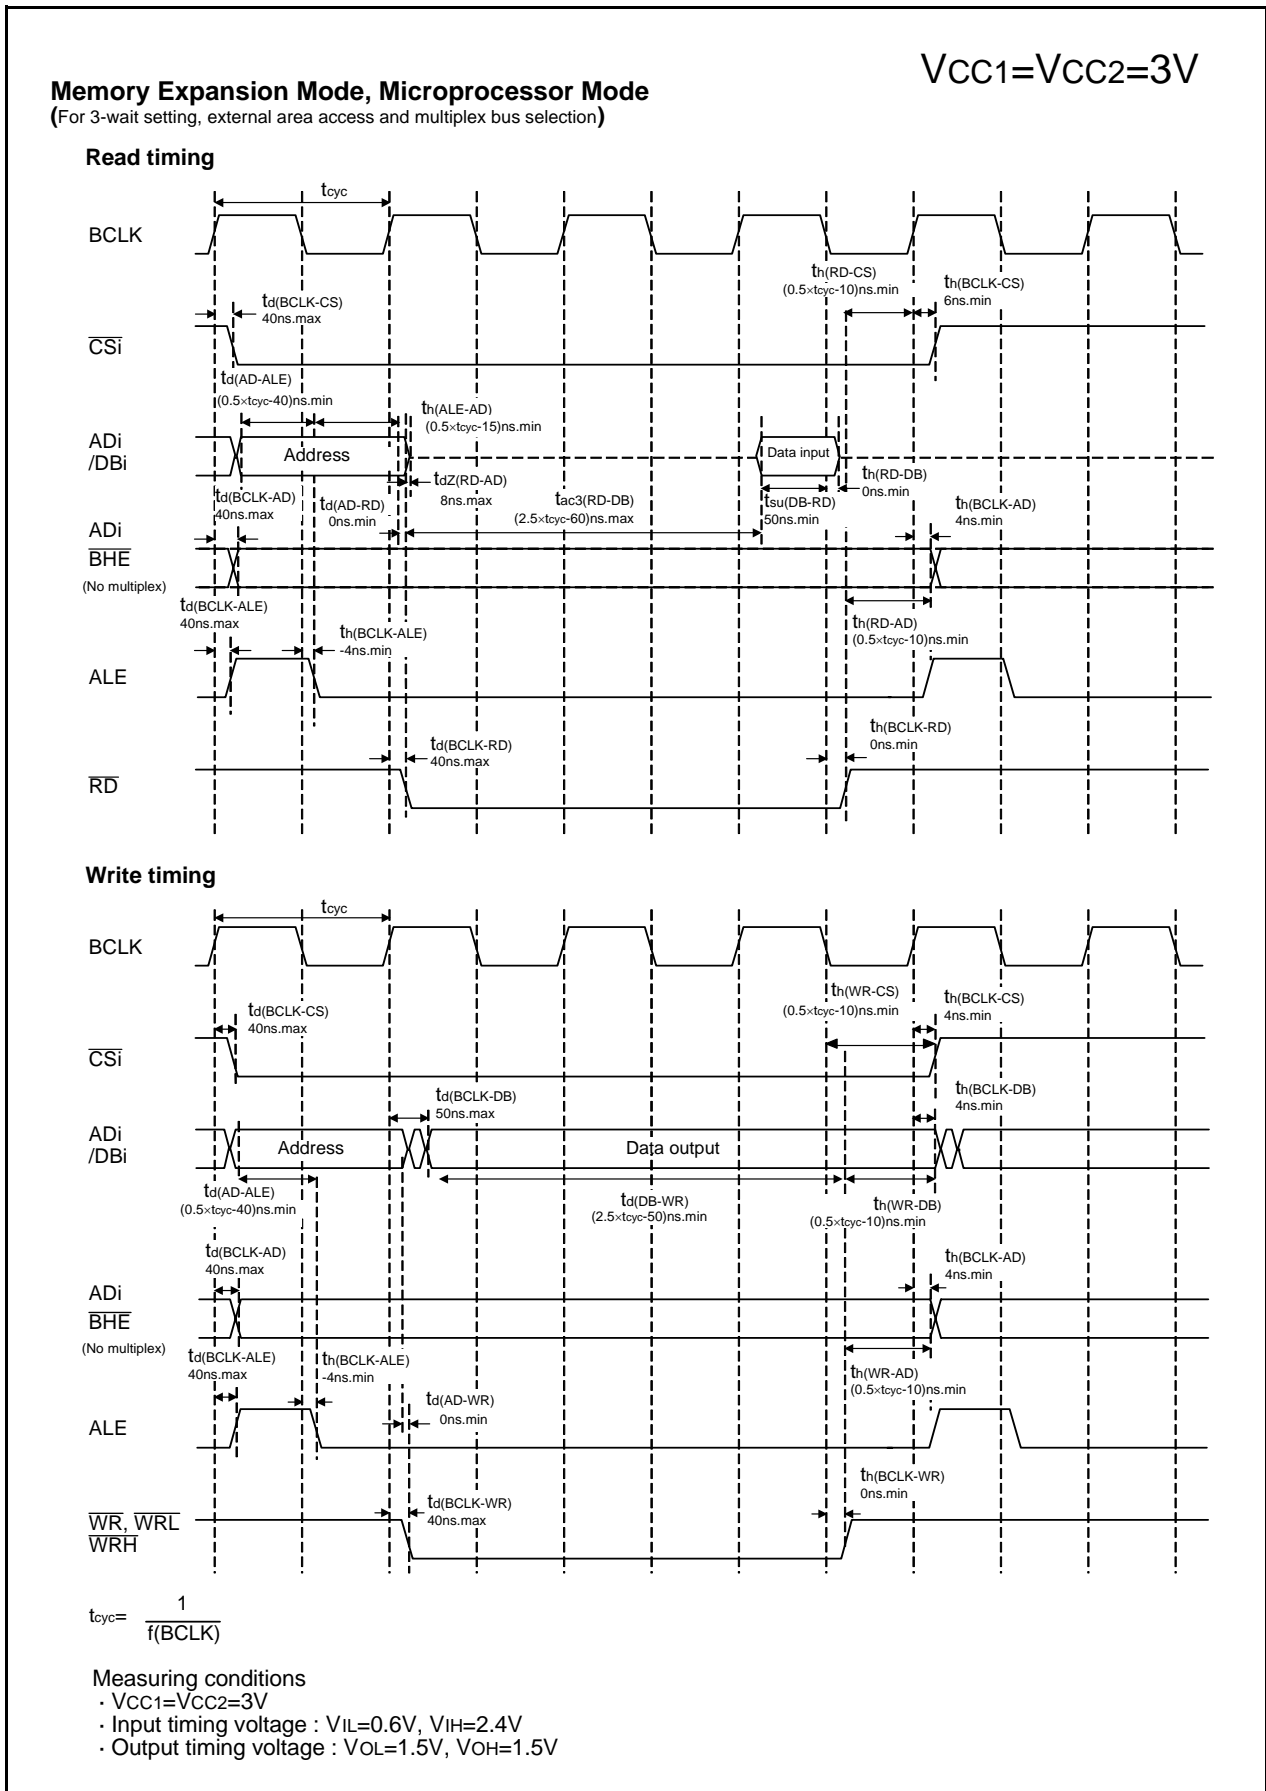 VCC1=VCC2=3V
Memory Expansion Mode, Microprocessor Mode
(For 3-wait setting, external area access and multiplex bus selection)
Read timing
tcyc
BCLK
th(RD-CS)
(0.5×tcyc-10)ns.min
th(BCLK-CS)
6ns.min
td(BCLK-CS)
40ns.max
CSi
td(AD-ALE)
(0.5×tcyc-40)ns.min
th(ALE-AD)
(0.5×tcyc-15)ns.min
ADi
/DBi
Address
Data input
tdZ(RD-AD)
8ns.max
th(RD-DB)
0ns.min
td(BCLK-AD)
40ns.max
td(AD-RD)
0ns.min
tac3(RD-DB)
(2.5×tcyc-60)ns.max
tsu(DB-RD)
50ns.min
th(BCLK-AD)
4ns.min
ADi
BHE
(No multiplex)
td(BCLK-ALE)
40ns.max
th(BCLK-ALE)
-4ns.min
th(RD-AD)
(0.5×tcyc-10)ns.min
ALE
td(BCLK-RD)
40ns.max
th(BCLK-RD)
0ns.min
RD
Write timing
tcyc
BCLK
th(WR-CS)
(0.5×tcyc-10)ns.min
th(BCLK-CS)
4ns.min
td(BCLK-CS)
40ns.max
CSi
td(BCLK-DB)
50ns.max
th(BCLK-DB)
4ns.min
ADi
/DBi
Address
Data output
td(AD-ALE)
(0.5×tcyc-40)ns.min
td(DB-WR)
(2.5×tcyc-50)ns.min
th(WR-DB)
(0.5×tcyc-10)ns.min
td(BCLK-AD)
40ns.max
th(BCLK-AD)
4ns.min
ADi
BHE
(No multiplex)
td(BCLK-ALE)
40ns.max
th(BCLK-ALE)
-4ns.min
th(WR-AD)
(0.5×tcyc-10)ns.min
td(AD-WR)
0ns.min
ALE
td(BCLK-WR)
40ns.max
th(BCLK-WR)
0ns.min
WR, WRL
WRH
tcyc= 1
f(BCLK)
Measuring conditions
· VCC1=VCC2=3V
· Input timing voltage : VIL=0.6V, VIH=2.4V
· Output timing voltage : VOL=1.5V, VOH=1.5V